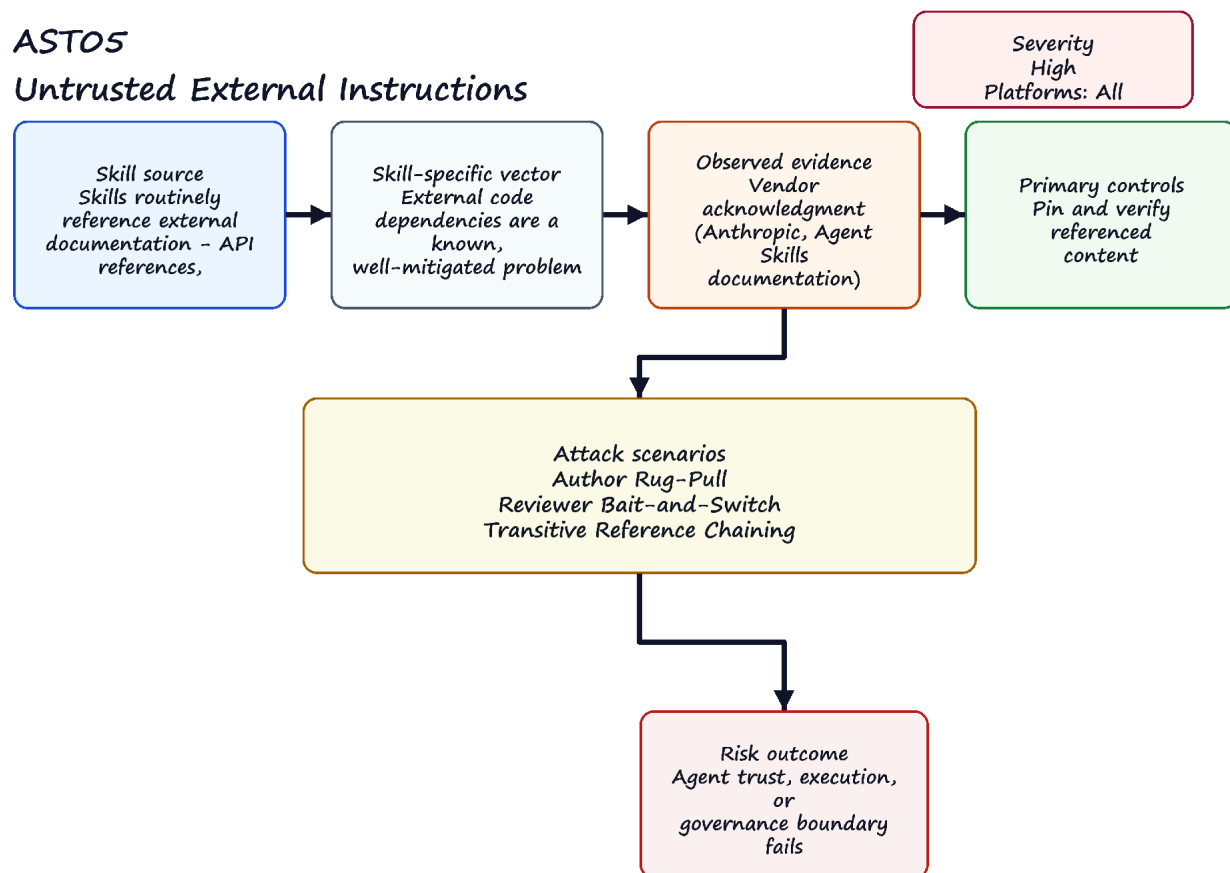 AST05
Untrusted External Instructions
Severity
High
Platforms: All
Skill source
Skills routinely
reference external
documentation - API
references,
Skill-specific vector
External code
dependencies are a
known,
well-mitigated problem
Observed evidence
Vendor
acknowledgment
(Anthropic, Agent
Skills
documentation)
Primary controls
Pin and verify
referenced
content
Attack scenarios
Author Rug-Pull
Reviewer Bait-and-Switch
Transitive Reference Chaining
Risk outcome
Agent trust, execution,
or
governance boundary
fails